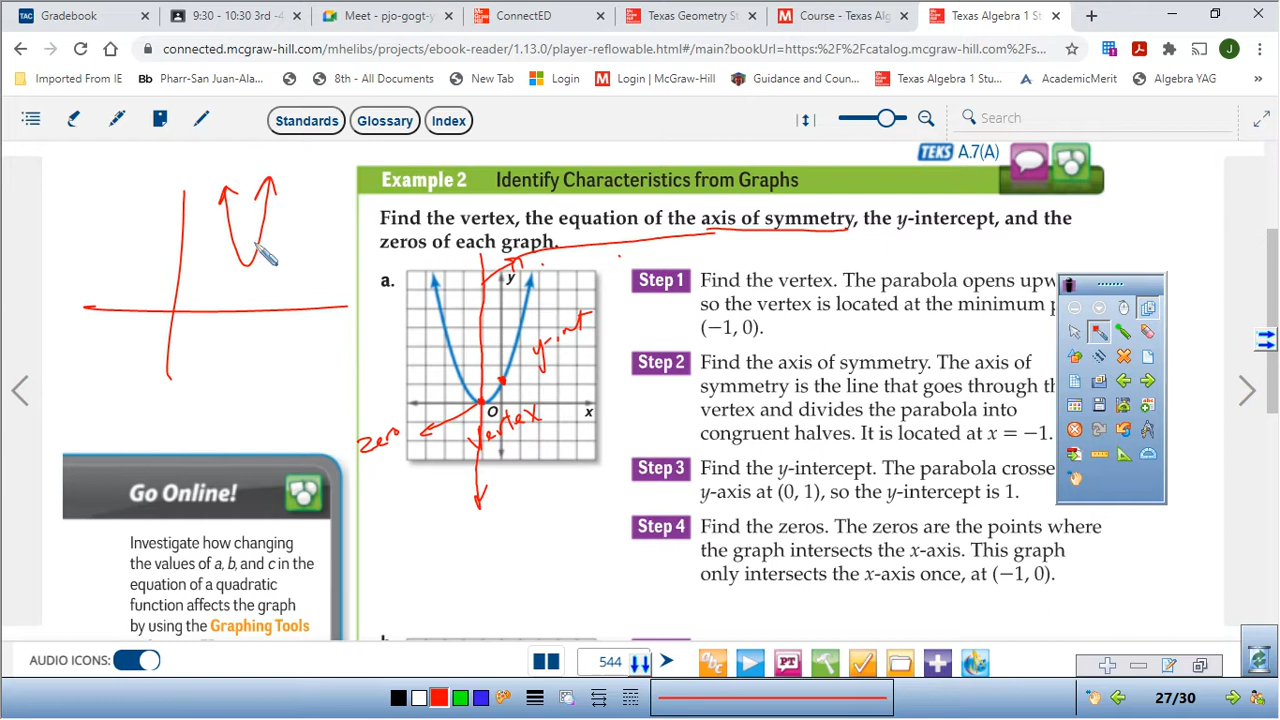 Gradebook
9:30 - 10:30 3rd -4
Meet - pjo-gogt-y
ConnectED
Texas Geometry S
Course - Texas Alg
Texas Algebra 1 St
connected.mcgraw-hill.com/mhelibs/projects/ebook-reader/1.13.0/player-reflowable.html#/main?bookUrl=https:%2F%2Fcatalog.mcgraw-hill.com%2Fs...
J
Imported From IE
Bb Pharr-San Juan-Ala...
8th - All Documents
New Tab
Login
Login | McGraw-Hill
Guidance and Coun...
Texas Algebra 1 Stu...
AcademicMerit
Algebra YAG
Standards
Glossary
Index
Search
TEKS A.7(A)
Example 2 Identify Characteristics from Graphs
Find the vertex, the equation of the axis of symmetry, the y-intercept, and the
zeros of each graph.
a.
y
y-int
O
x
zero
vertex
Step 1 Find the vertex. The parabola opens upw
so the vertex is located at the minimum p
(−1, 0).
Step 2 Find the axis of symmetry. The axis of
symmetry is the line that goes through th
vertex and divides the parabola into
congruent halves. It is located at x = −1.
Step 3 Find the y-intercept. The parabola crosse
y-axis at (0, 1), so the y-intercept is 1.
Step 4 Find the zeros. The zeros are the points where
the graph intersects the x-axis. This graph
only intersects the x-axis once, at (−1, 0).
Go Online!
Investigate how changing
the values of a, b, and c in the
equation of a quadratic
function affects the graph
by using the Graphing Tools
AUDIO ICONS:
544
abc
PT
27/30